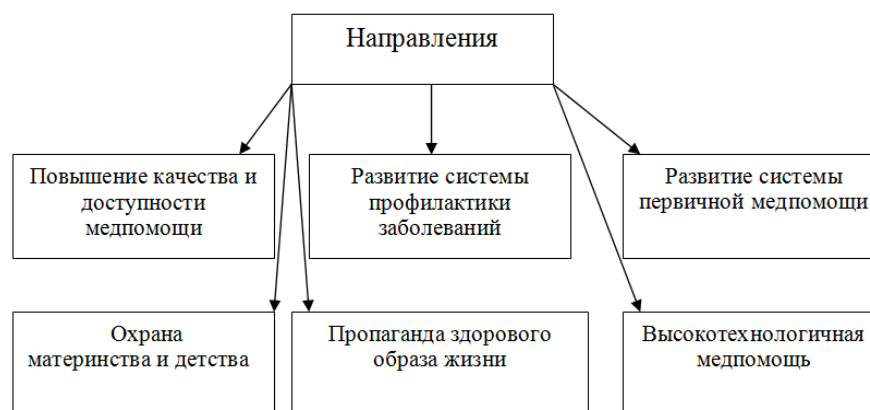 Направления
Повышение качества и
доступности
медпомощи
Развитие системы
профилактики
заболеваний
Развитие системы
первичной медпомощи
Охрана
материнства и детства
Пропаганда здорового
образа жизни
Высокотехнологичная
медпомощь